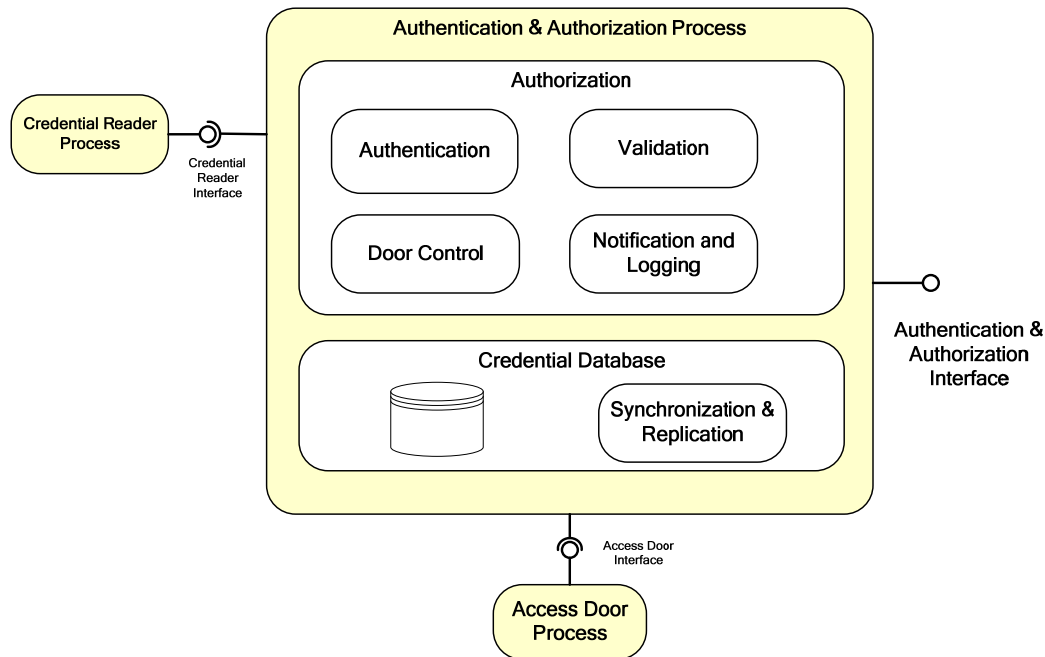 Authentication & Authorization Process
Authorization
Credential Reader
Process
Credential
Reader
Interface
Authentication
Validation
Door Control
Notification and
Logging
Authentication &
Authorization
Interface
Credential Database
Synchronization &
Replication
Access Door
Interface
Access Door
Process